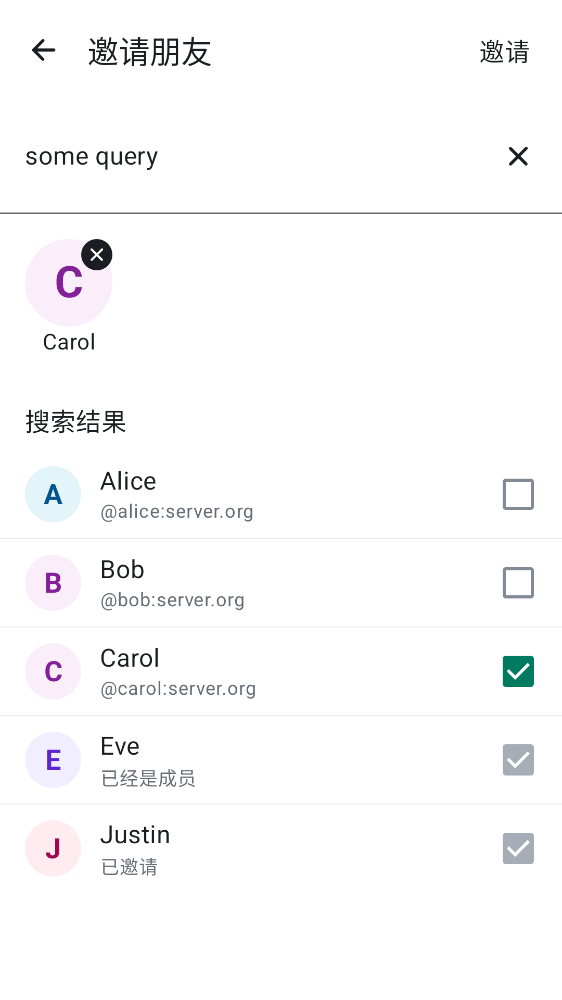 邀请朋友
邀请
some query
C
Carol
搜索结果
A
Alice
@alice:server.org
B
Bob
@bob:server.org
C
Carol
@carol:server.org
E
Eve
已经是成员
J
Justin
已邀请